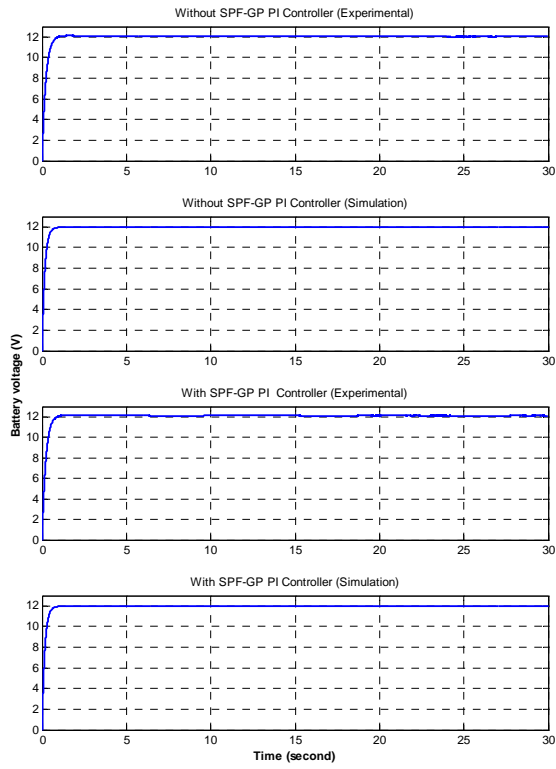 Without SPF-GP PI Controller (Experimental)
12
10
8
6
4
2
0
0 5 10 15 20 25 30
Without SPF-GP PI Controller (Simulation)
12
10
8
6
4
2
0
0 5 10 15 20 25 30
Battery voltage (V)
With SPF-GP PI Controller (Experimental)
12
10
8
6
4
2
0
0 5 10 15 20 25 30
With SPF-GP PI Controller (Simulation)
12
10
8
6
4
2
0
0 5 10 15 20 25 30
Time (second)